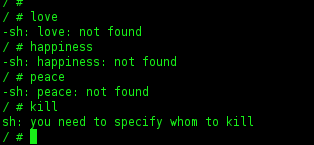 / #
/ # love
-sh: love: not found
/ # happiness
-sh: happiness: not found
/ # peace
-sh: peace: not found
/ # kill
sh: you need to specify whom to kill
/ #